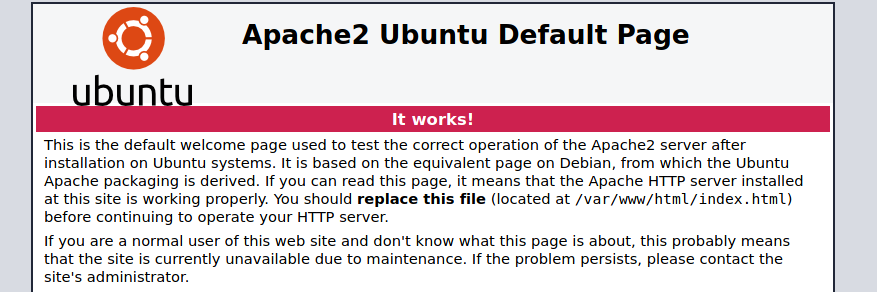 Apache2 Ubuntu Default Page
ubuntu
It works!
This is the default welcome page used to test the correct operation of the Apache2 server after
installation on Ubuntu systems. It is based on the equivalent page on Debian, from which the Ubuntu
Apache packaging is derived. If you can read this page, it means that the Apache HTTP server installed
at this site is working properly. You should replace this file (located at /var/www/html/index.html)
before continuing to operate your HTTP server.
If you are a normal user of this web site and don't know what this page is about, this probably means
that the site is currently unavailable due to maintenance. If the problem persists, please contact the
site's administrator.